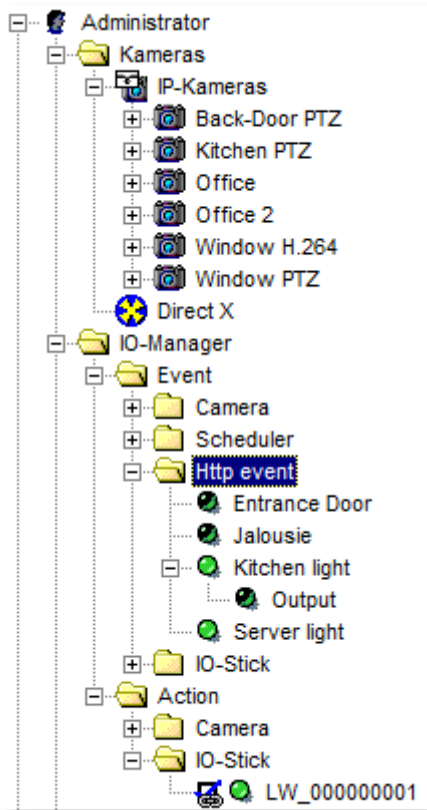 Administrator
Kameras
IP-Kameras
Back-Door PTZ
Kitchen PTZ
Office
Office 2
Window H.264
Window PTZ
Direct X
IO-Manager
Event
Camera
Scheduler
Http event
Entrance Door
Jalousie
Kitchen light
Output
Server light
IO-Stick
Action
Camera
IO-Stick
LW_000000001